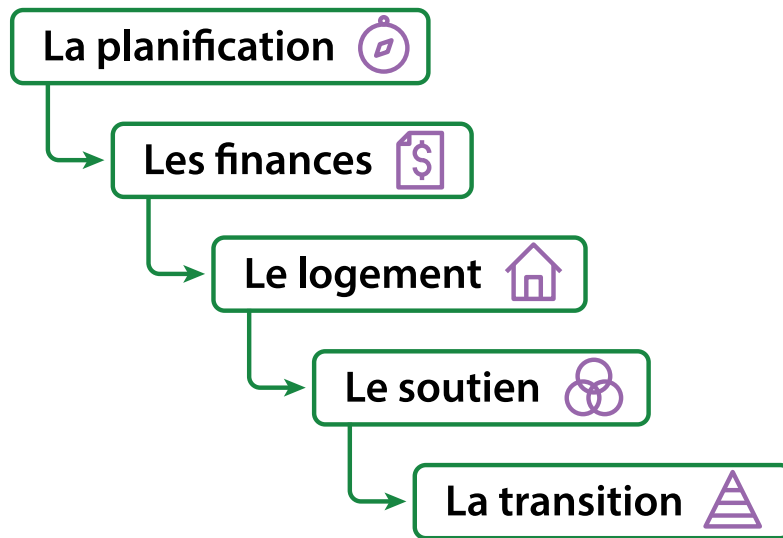 La planification
Les finances
$
Le logement
Le soutien
La transition